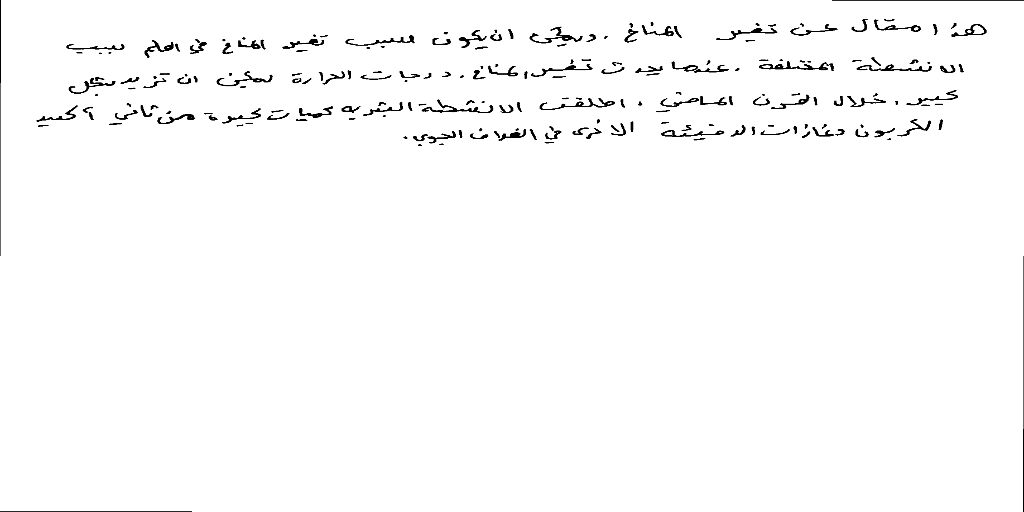 هذا مقال عن تغير المناخ . ويمكن ان يكون سبب تغير المناخ في العالم بسبب
الانشطة المختلفة . عندما يحدث تغير المناخ . درجات الحرارة يمكن ان تزيد بشكل
كبير . خلال القرن الماضي ، اطلقت الانشطة البشرية كميات كبيرة من ثاني اكسيد
الكربون وغازات الدفيئة الاخرى في الغلاف الجوي .